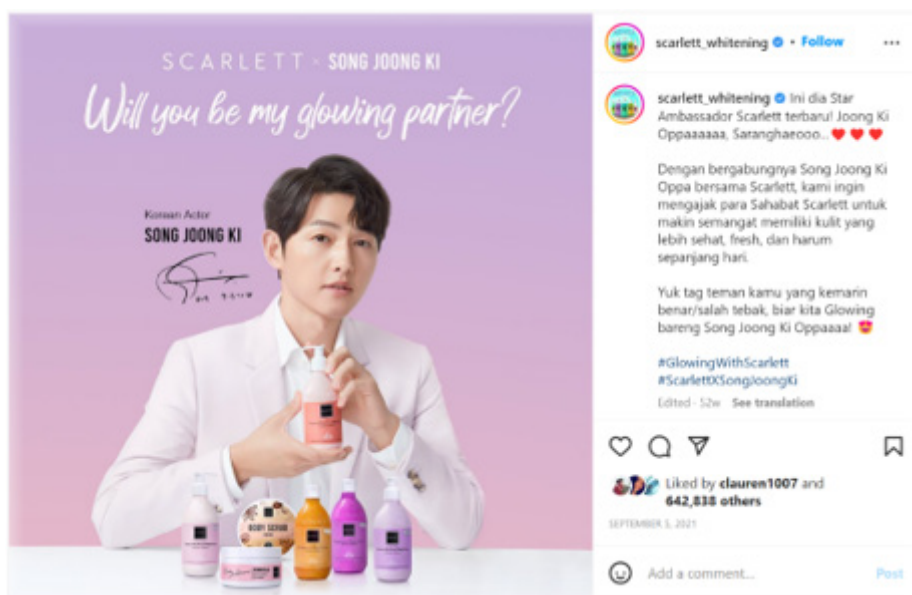 SCARLETT × SONG JOONG KI
Will you be my glowing partner?
Korean Actor
SONG JOONG KI
BODY SCRUB
scarlett_whitening • Follow
scarlett_whitening Ini dia Star
Ambassador Scarlett terbaru! Joong Ki
Oppaaaaaa, Saranghaeooo.. ♥️ ♥️ ♥️
Dengan bergabungnya Song Joong Ki
Oppa bersama Scarlett, kami ingin
mengajak para Sahabat Scarlett untuk
makin semangat memiliki kulit yang
lebih sehat, fresh, dan harum
sepanjang hari.
Yuk tag teman kamu yang kemarin
benar/salah tebak, biar kita Glowing
bareng Song Joong Ki Oppaaaa! 😍
#GlowingWithScarlett
#ScarlettXSongJoongKi
Edited · 52w See translation
Liked by clauren1007 and
642,838 others
SEPTEMBER 5, 2021
Add a comment... Post